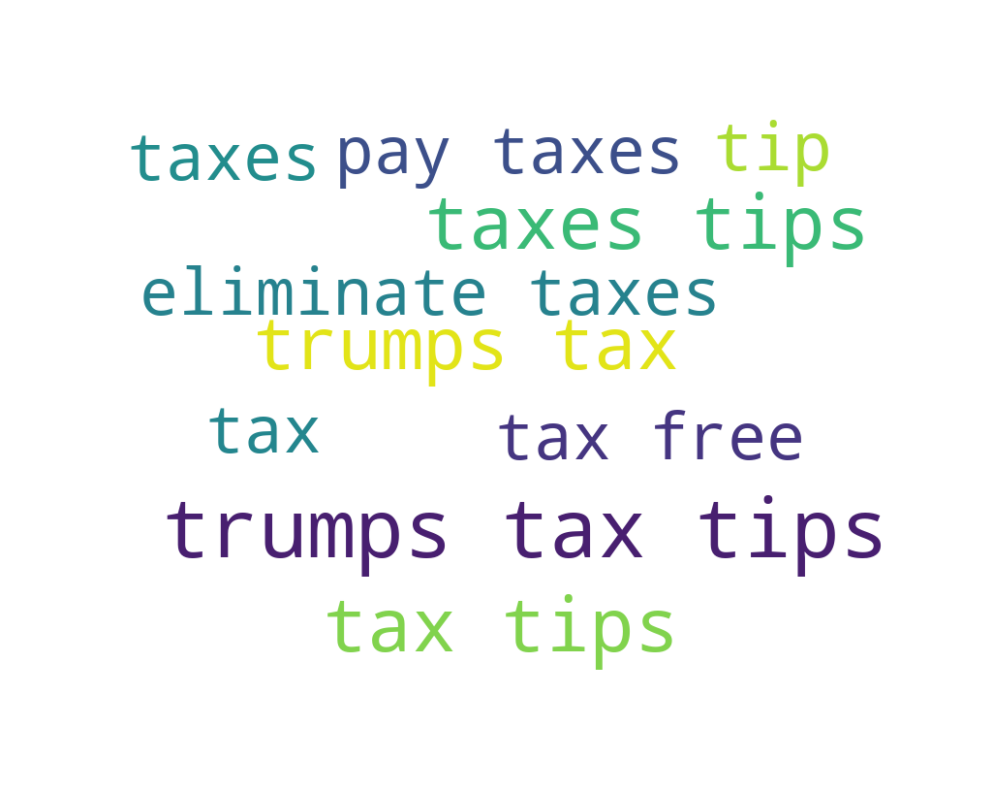 taxes pay taxes tip
taxes tips
eliminate taxes
trumps tax
tax tax free
trumps tax tips
tax tips